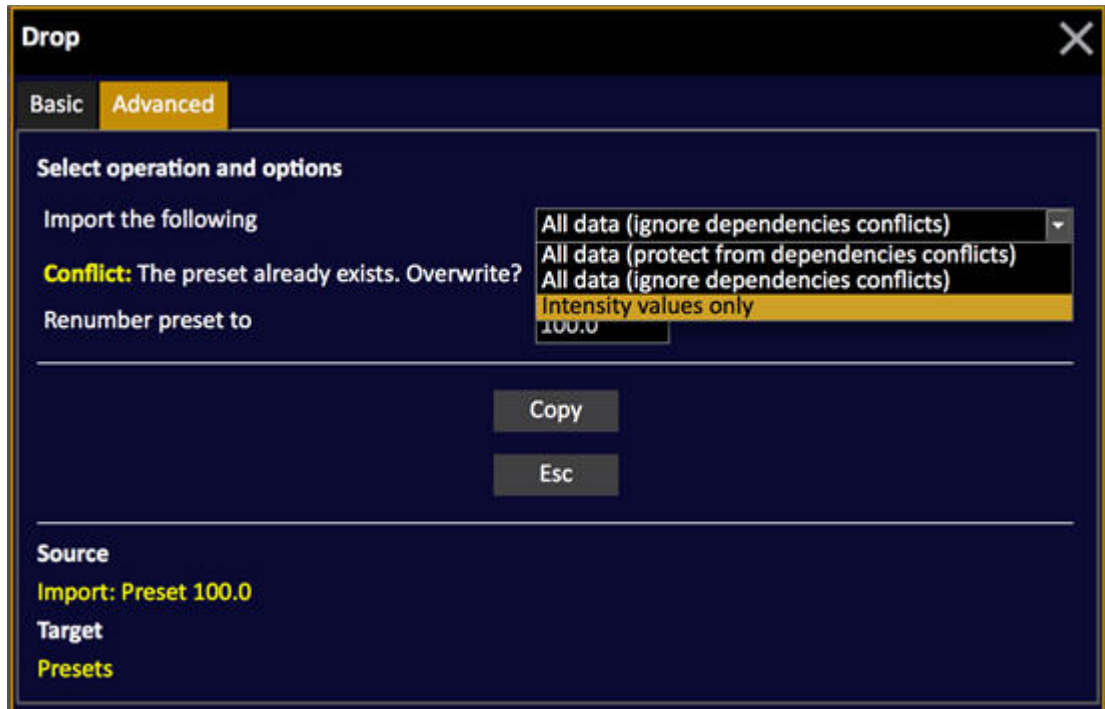 Drop
Basic Advanced
Select operation and options
Import the following All data (ignore dependencies conflicts)
All data (protect from dependencies conflicts)
Conflict: The preset already exists. Overwrite? All data (ignore dependencies conflicts)
Intensity values only
Renumber preset to 100.0
Copy
Esc
Source
Import: Preset 100.0
Target
Presets